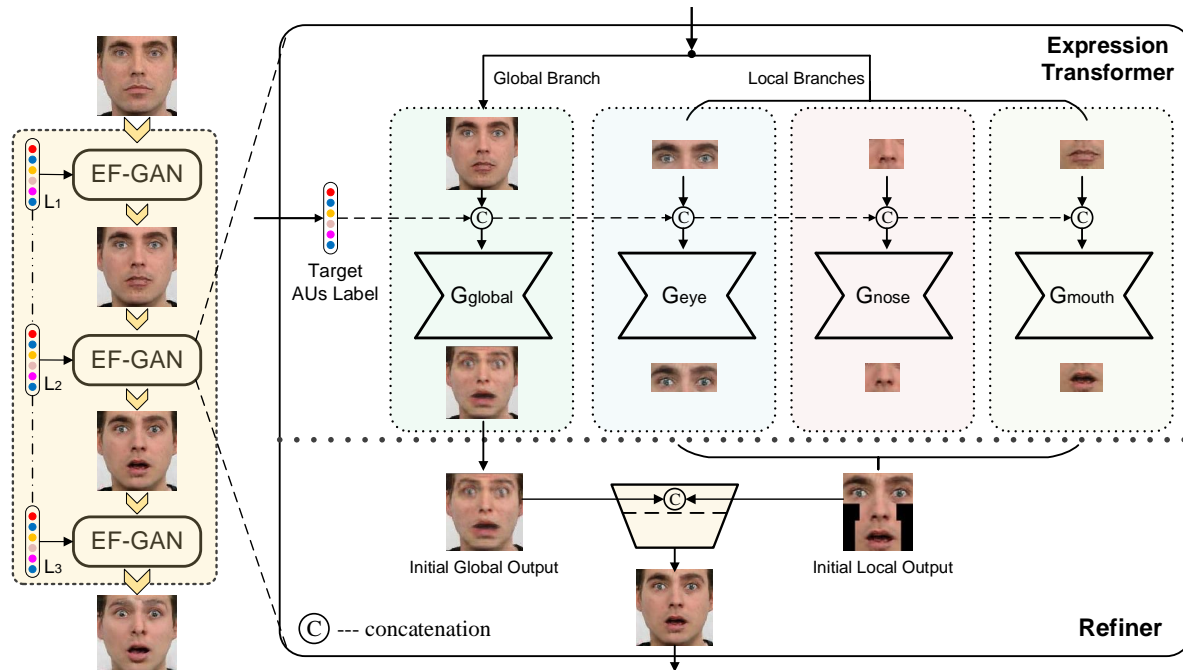 EF-GAN
L1
EF-GAN
L2
EF-GAN
L3
Expression
Transformer
Global Branch
Local Branches
Target
AUs Label
C
C
C
C
Gglobal
Geye
Gnose
Gmouth
C
Initial Global Output
Initial Local Output
C --- concatenation
Refiner